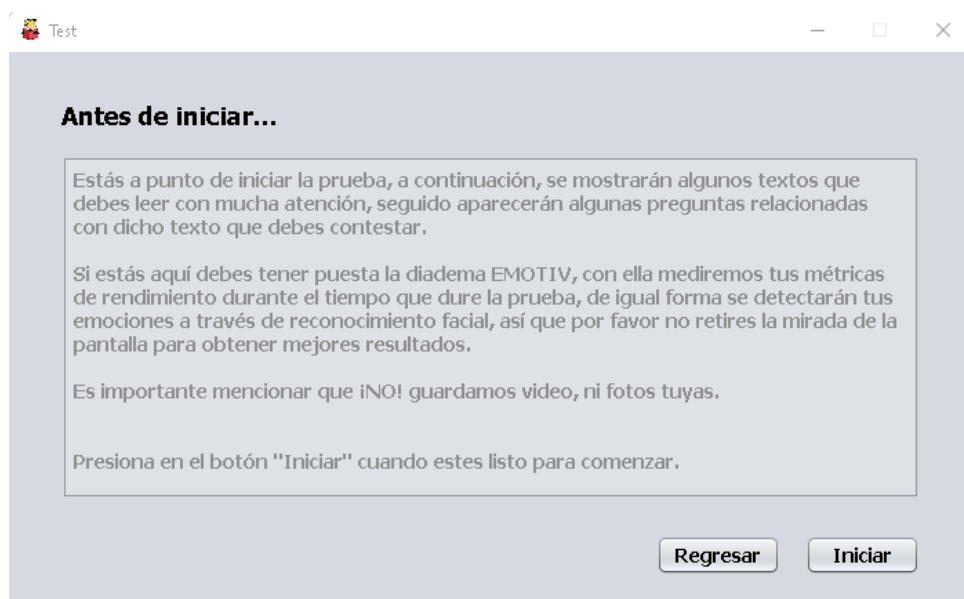 Test
Antes de iniciar...
Estás a punto de iniciar la prueba, a continuación, se mostrarán algunos textos que
debes leer con mucha atención, seguido aparecerán algunas preguntas relacionadas
con dicho texto que debes contestar.
Si estás aquí debes tener puesta la diadema EMOTIV, con ella mediremos tus métricas
de rendimiento durante el tiempo que dure la prueba, de igual forma se detectarán tus
emociones a través de reconocimiento facial, así que por favor no retires la mirada de la
pantalla para obtener mejores resultados.
Es importante mencionar que ¡NO! guardamos video, ni fotos tuyas.
Presiona en el botón "Iniciar" cuando estes listo para comenzar.
Regresar Iniciar